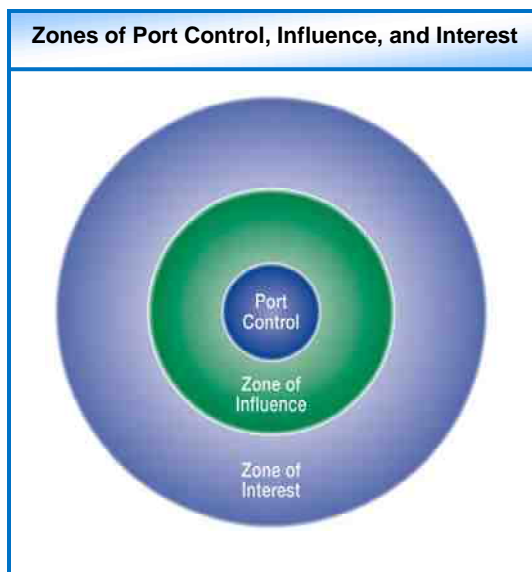 Zones of Port Control, Influence, and Interest
Port
Control
Zone of
Influence
Zone of
Interest